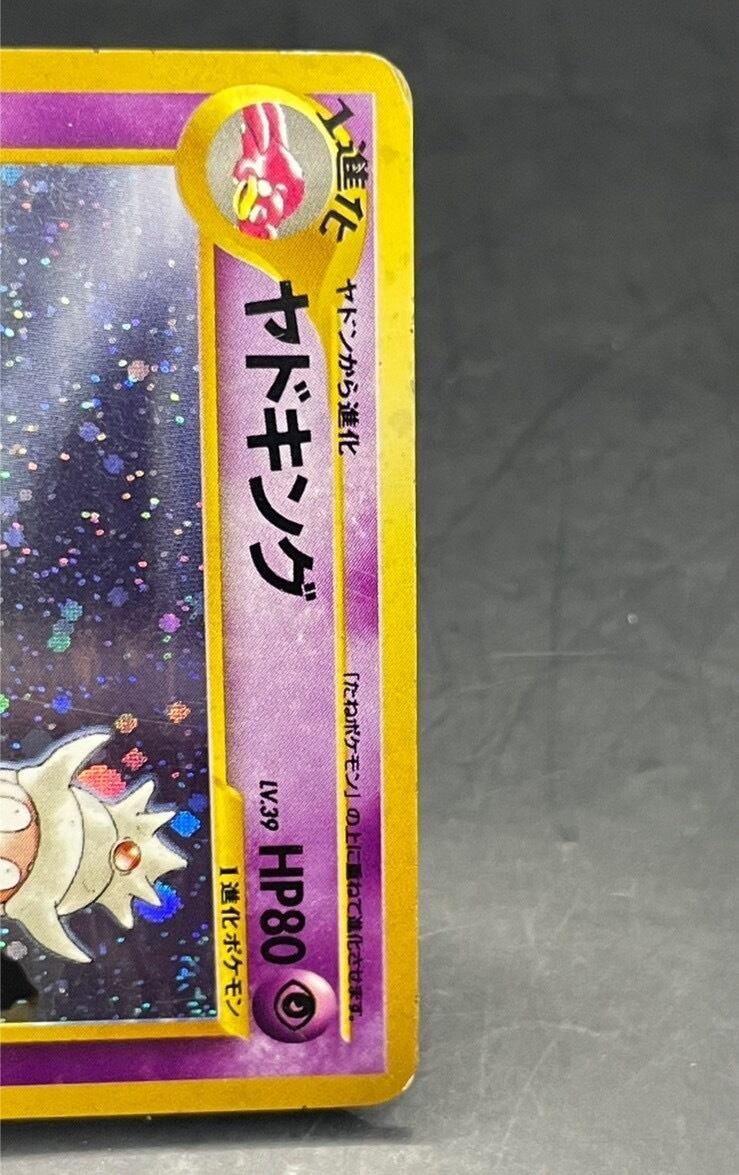 1進化
ヤドンから進化
「たねポケモン」の上に重ねて進化させます。
ヤドキング
LV.39 HP80
1進化ポケモン